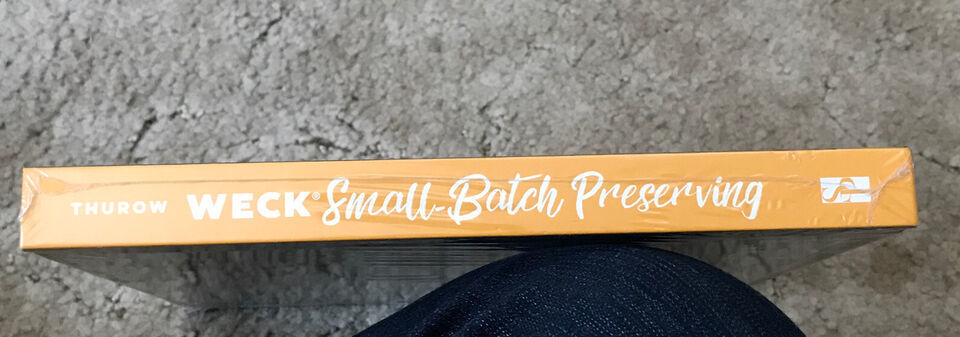 THUROW WECK® Small-Batch Preserving